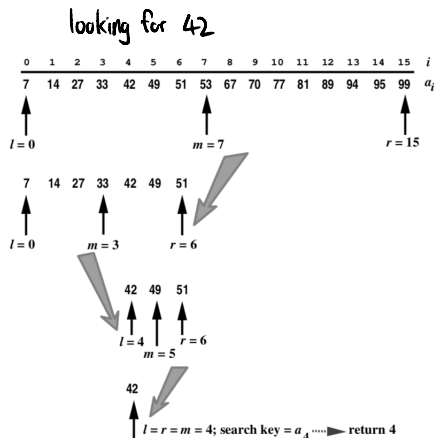 looking for 42
0 1 2 3 4 5 6 7 8 9 10 11 12 13 14 15 i
7 14 27 33 42 49 51 53 67 70 77 81 89 94 95 99 aᵢ
l = 0 m = 7 r = 15
7 14 27 33 42 49 51
l = 0 m = 3 r = 6
42 49 51
l = 4 r = 6
m = 5
42
l = r = m = 4; search key = a₄ return 4